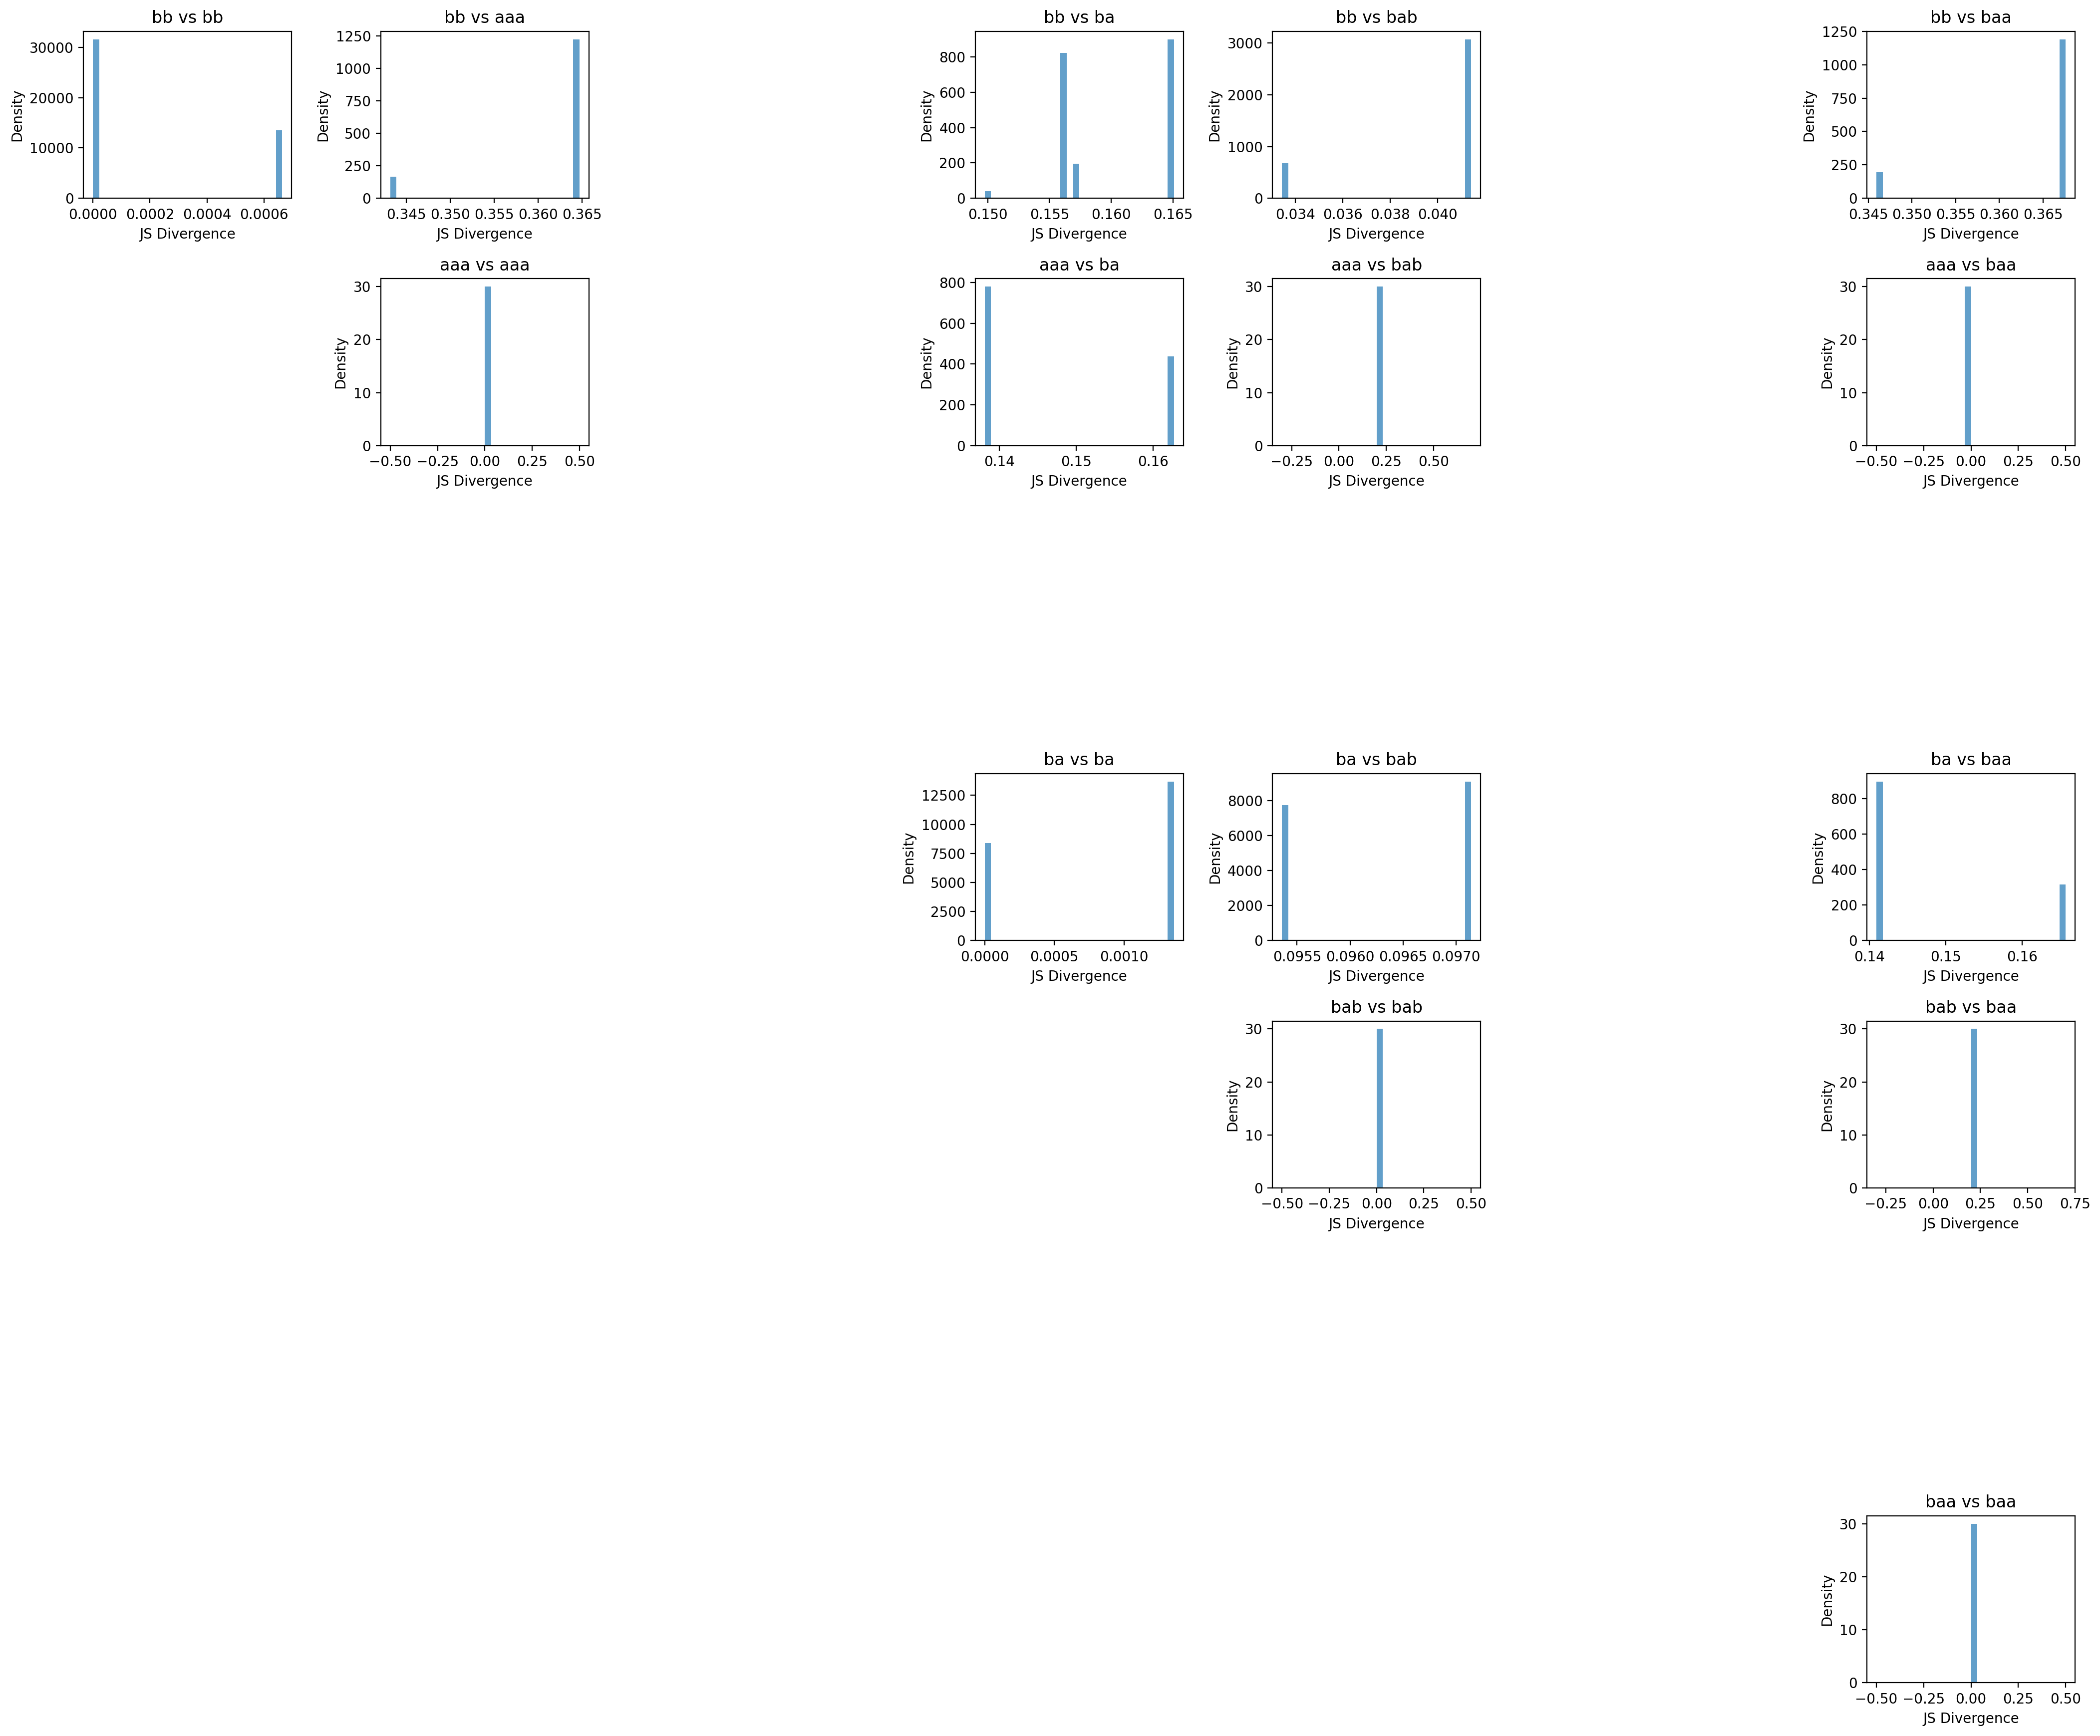 bb vs bb
30000
20000
10000
0
Density
0.0000 0.0002 0.0004 0.0006
JS Divergence
bb vs aaa
1250
1000
750
500
250
0
Density
0.345 0.350 0.355 0.360 0.365
JS Divergence
bb vs ba
800
600
400
200
0
Density
0.150 0.155 0.160 0.165
JS Divergence
bb vs bab
3000
2000
1000
0
Density
0.034 0.036 0.038 0.040
JS Divergence
bb vs baa
1250
1000
750
500
250
0
Density
0.345 0.350 0.355 0.360 0.365
JS Divergence
aaa vs aaa
30
20
10
0
Density
−0.50 −0.25 0.00 0.25 0.50
JS Divergence
aaa vs ba
800
600
400
200
0
Density
0.14 0.15 0.16
JS Divergence
aaa vs bab
30
20
10
0
Density
−0.25 0.00 0.25 0.50
JS Divergence
aaa vs baa
30
20
10
0
Density
−0.50 −0.25 0.00 0.25 0.50
JS Divergence
ba vs ba
12500
10000
7500
5000
2500
0
Density
0.0000 0.0005 0.0010
JS Divergence
ba vs bab
8000
6000
4000
2000
0
Density
0.0955 0.0960 0.0965 0.0970
JS Divergence
ba vs baa
800
600
400
200
0
Density
0.14 0.15 0.16
JS Divergence
bab vs bab
30
20
10
0
Density
−0.50 −0.25 0.00 0.25 0.50
JS Divergence
bab vs baa
30
20
10
0
Density
−0.25 0.00 0.25 0.50 0.75
JS Divergence
baa vs baa
30
20
10
0
Density
−0.50 −0.25 0.00 0.25 0.50
JS Divergence